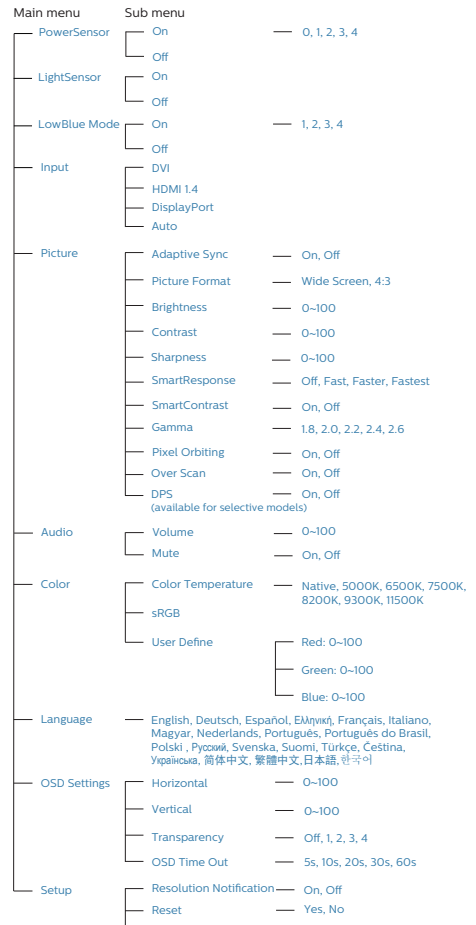 Main menu Sub menu
PowerSensor On 0, 1, 2, 3, 4
Off
LightSensor On
Off
LowBlue Mode On 1, 2, 3, 4
Off
Input DVI
HDMI 1.4
DisplayPort
Auto
Picture Adaptive Sync On, Off
Picture Format Wide Screen, 4:3
Brightness 0~100
Contrast 0~100
Sharpness 0~100
SmartResponse Off, Fast, Faster, Fastest
SmartContrast On, Off
Gamma 1.8, 2.0, 2.2, 2.4, 2.6
Pixel Orbiting On, Off
Over Scan On, Off
DPS On, Off
(available for selective models)
Audio Volume 0~100
Mute On, Off
Color Color Temperature Native, 5000K, 6500K, 7500K,
8200K, 9300K, 11500K
sRGB
User Define Red: 0~100
Green: 0~100
Blue: 0~100
Language English, Deutsch, Español, Ελληνική, Français, Italiano,
Magyar, Nederlands, Português, Português do Brasil,
Polski , Русский, Svenska, Suomi, Türkçe, Čeština,
Українська, 简体中文, 繁體中文,日本語,한국어
OSD Settings Horizontal 0~100
Vertical 0~100
Transparency Off, 1, 2, 3, 4
OSD Time Out 5s, 10s, 20s, 30s, 60s
Setup Resolution Notification On, Off
Reset Yes, No